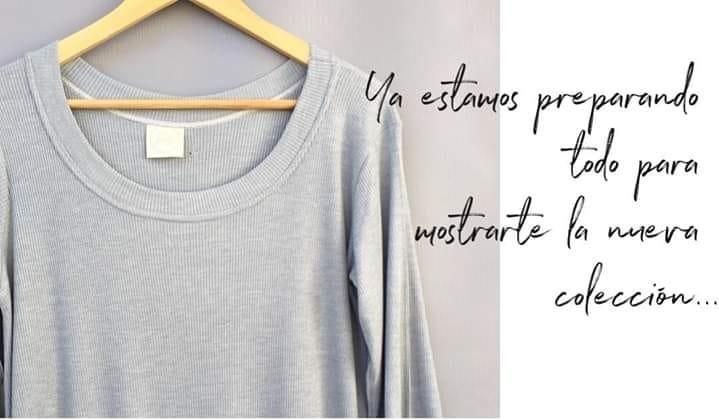 Ya estamos preparando
todo para
mostrarte la nueva
colección...